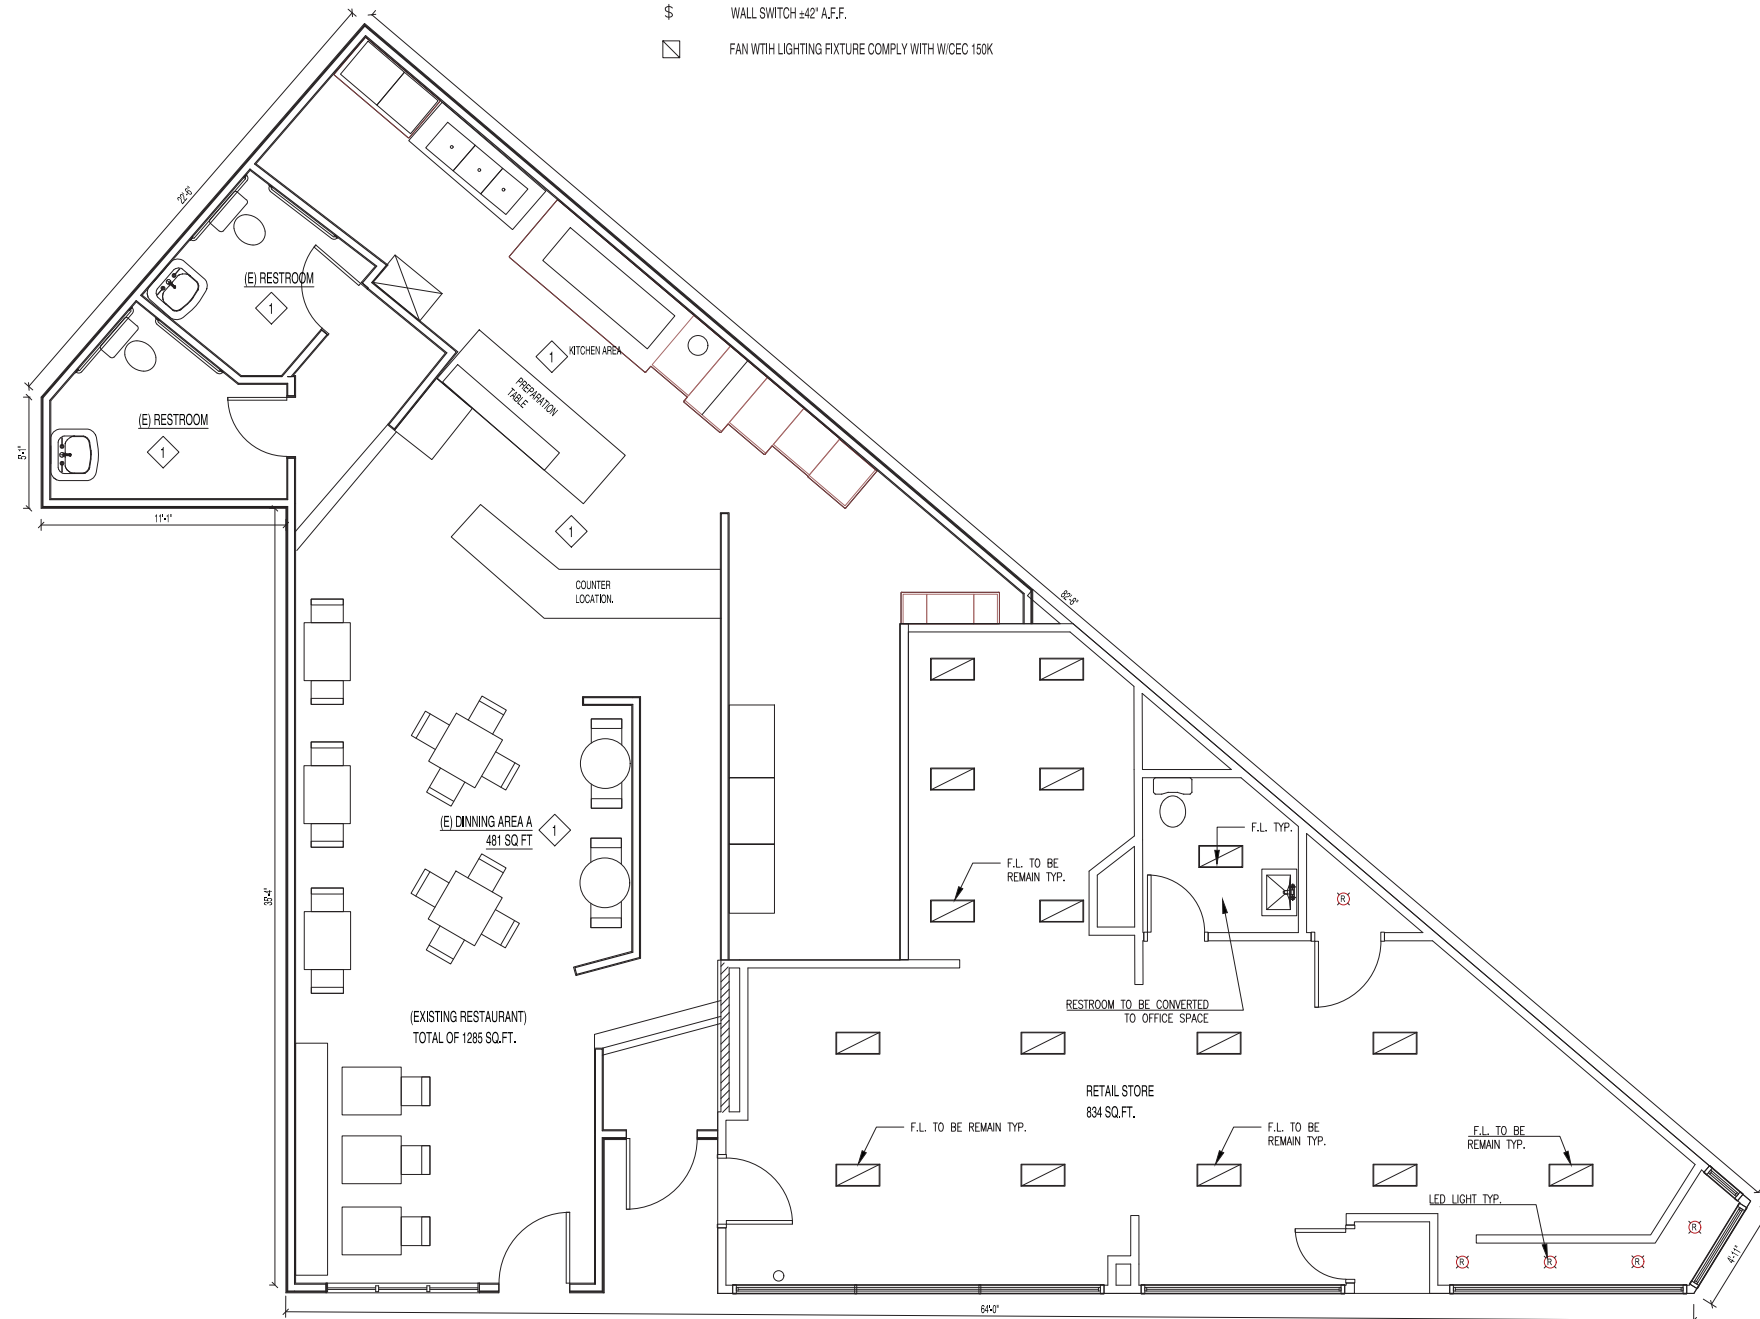 $ WALL SWITCH ±42" A.F.F.
FAN WTIH LIGHTING FIXTURE COMPLY WITH W/CEC 150K
22'-6"
(E) RESTROOM
1
KITCHEN AREA
1
PREPARATION
TABLE
(E) RESTROOM
1
5'-1"
11'-1"
1
COUNTER
LOCATION.
82'-8"
(E) DINNING AREA A
481 SQ FT
1
F.L. TYP.
F.L. TO BE
REMAIN TYP.
R
35'-4"
RESTROOM TO BE CONVERTED
TO OFFICE SPACE
(EXISTING RESTAURANT)
TOTAL OF 1285 SQ.FT.
RETAIL STORE
834 SQ.FT.
F.L. TO BE REMAIN TYP.
F.L. TO BE
REMAIN TYP.
F.L. TO BE
REMAIN TYP.
LED LIGHT TYP.
R
R
R
R
4'-11"
64'-0"